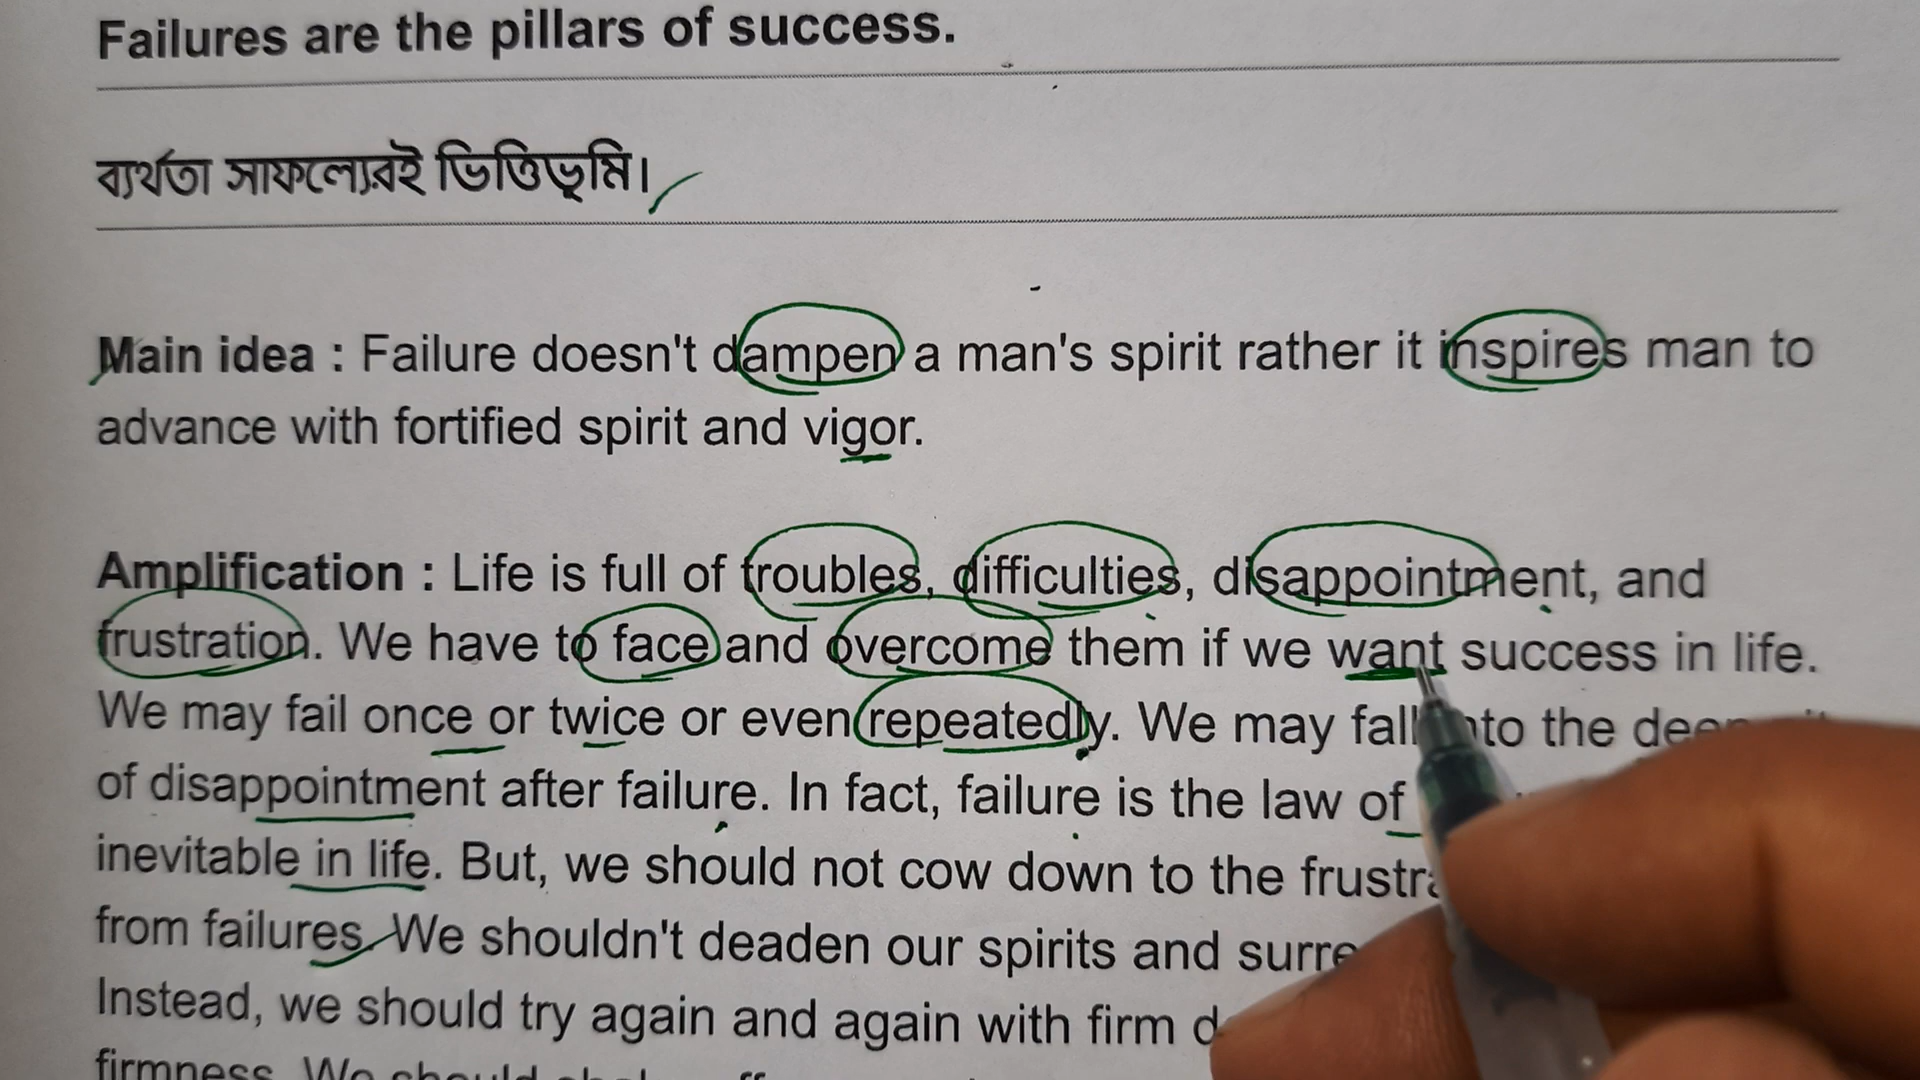 Failures are the pillars of success.
ব্যর্থতা সাফল্যেরই ভিত্তিভূমি।
Main idea : Failure doesn't dampen a man's spirit rather it inspires man to
advance with fortified spirit and vigor.
Amplification : Life is full of troubles, difficulties, disappointment, and
frustration. We have to face and overcome them if we want success in life.
We may fail once or twice or even repeatedly. We may fall into the deep
of disappointment after failure. In fact, failure is the law of
inevitable in life. But, we should not cow down to the
from failures. We shouldn't deaden our spirits and
Instead, we should try again and again with firm
firmness. We should